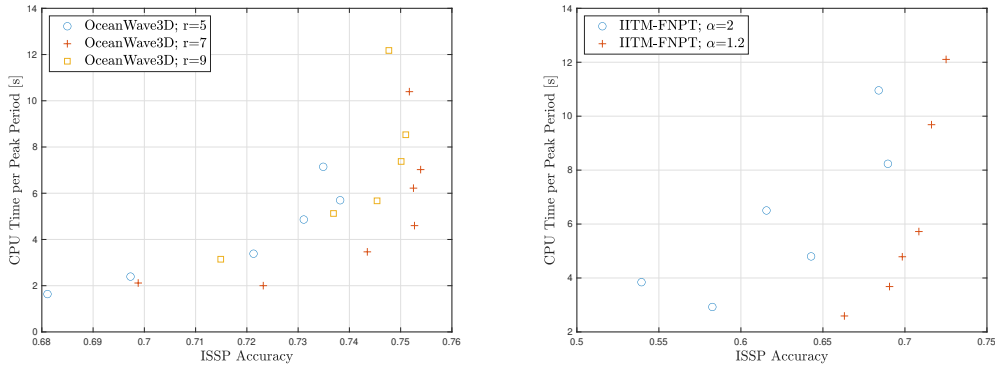 14
12
10
8
6
4
2
0
CPU Time per Peak Period [s]
OceanWave3D; r=5
OceanWave3D; r=7
OceanWave3D; r=9
0.68 0.69 0.7 0.71 0.72 0.73 0.74 0.75 0.76
ISSP Accuracy
14
12
10
8
6
4
2
CPU Time per Peak Period [s]
IITM-FNPT; α=2
IITM-FNPT; α=1.2
0.5 0.55 0.6 0.65 0.7 0.75
ISSP Accuracy